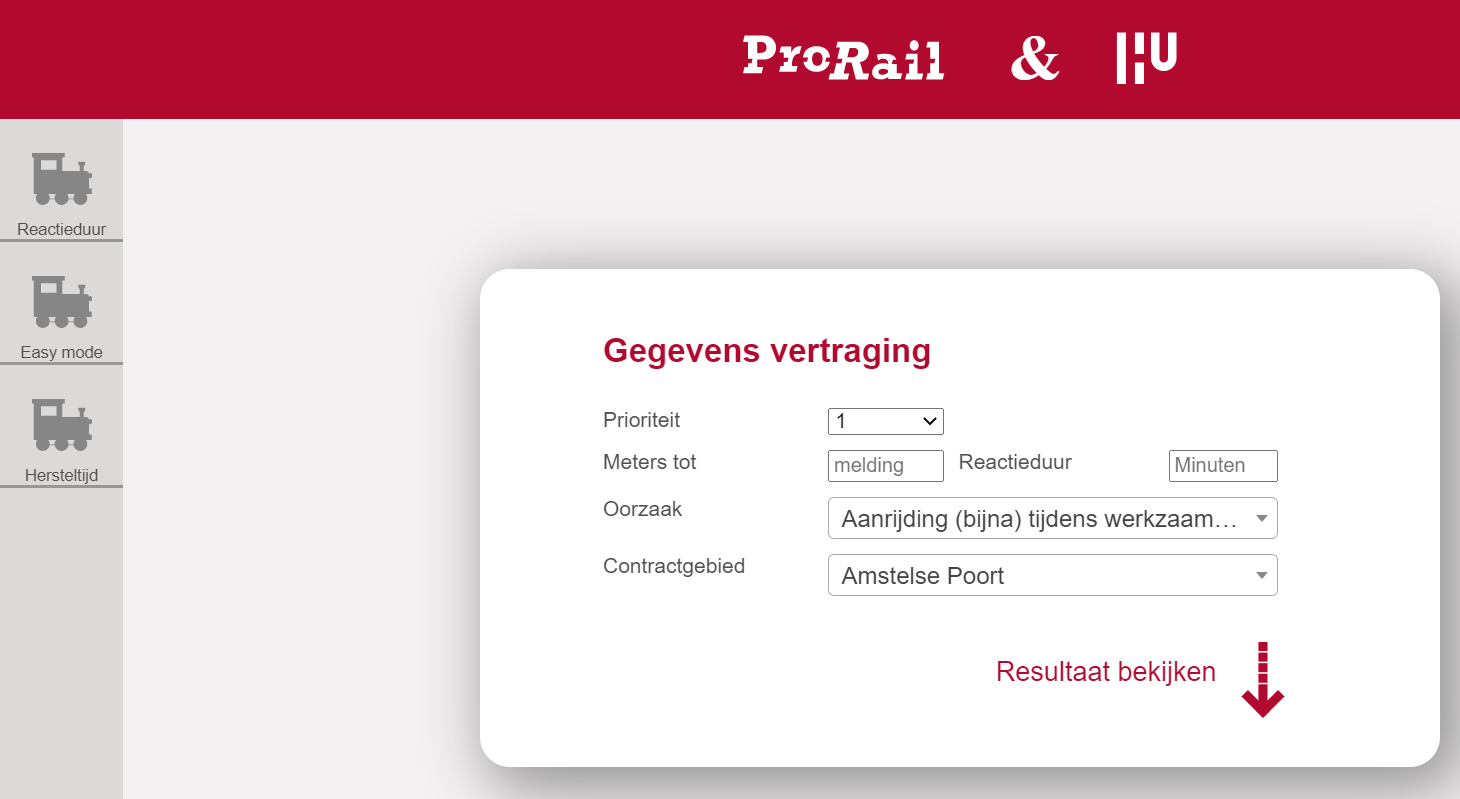 ProRail & HU
Reactieduur
Easy mode
Hersteltijd
Gegevens vertraging
Prioriteit 1
Meters tot melding Reactieduur Minuten
Oorzaak Aanrijding (bijna) tijdens werkzaam…
Contractgebied Amstelse Poort
Resultaat bekijken